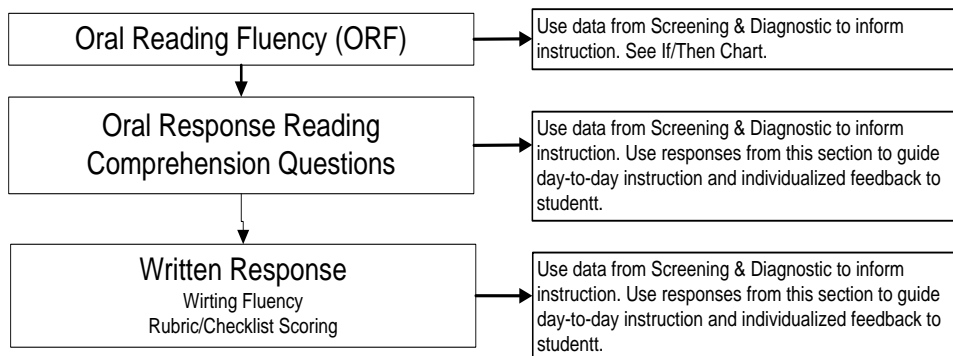 Oral Reading Fluency (ORF)
Use data from Screening & Diagnostic to inform
instruction. See If/Then Chart.
Oral Response Reading
Comprehension Questions
Use data from Screening & Diagnostic to inform
instruction. Use responses from this section to guide
day-to-day instruction and individualized feedback to
studentt.
Written Response
Wirting Fluency
Rubric/Checklist Scoring
Use data from Screening & Diagnostic to inform
instruction. Use responses from this section to guide
day-to-day instruction and individualized feedback to
studentt.